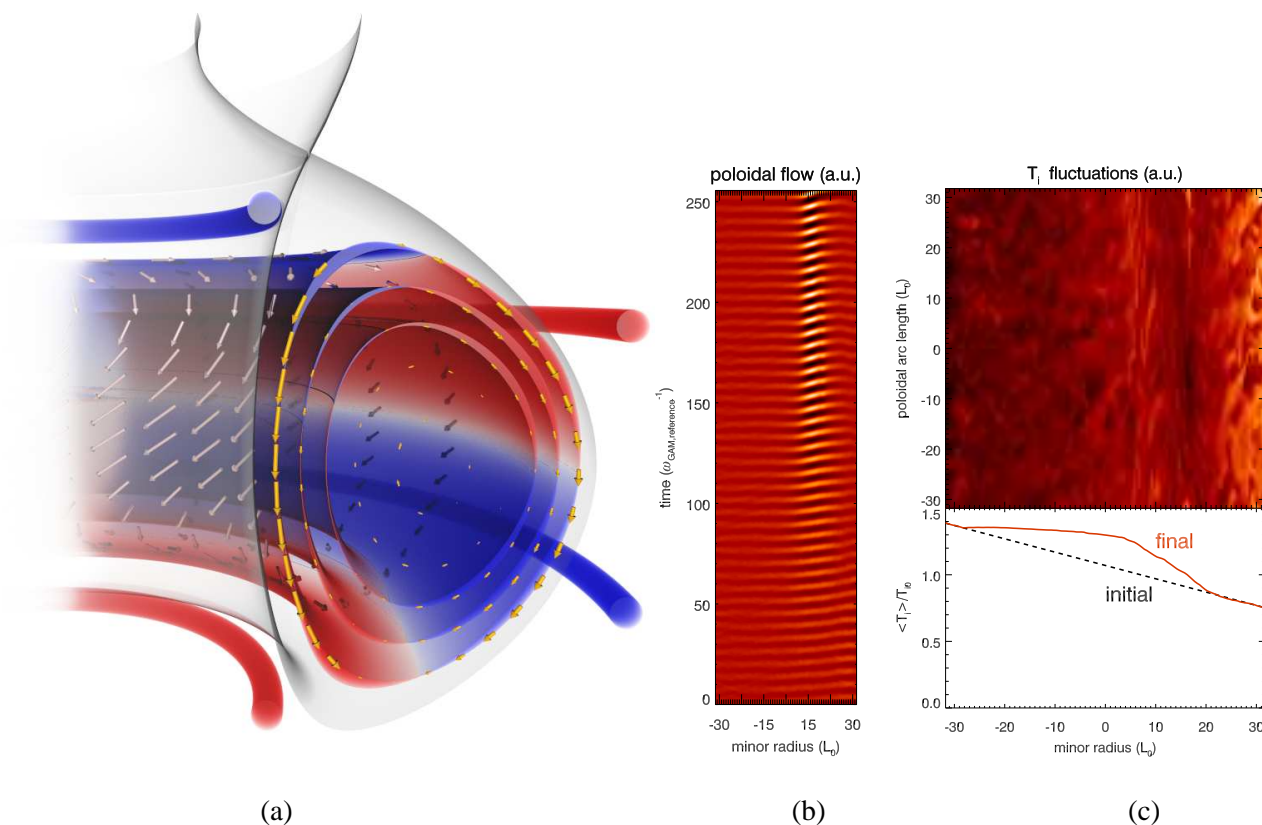 poloidal flow (a.u.)
250
200
150
100
50
0
time (ω_GAM,reference^-1)
-30 -15 15 30
minor radius (L_0)
T_i fluctuations (a.u.)
30
20
10
0
-10
-20
-30
poloidal arc length (L_0)
1.5
1.0
0.5
0.0
<T_i>/T_i0
final
initial
-30 -20 -10 0 10 20 30
minor radius (L_0)
(a) (b) (c)